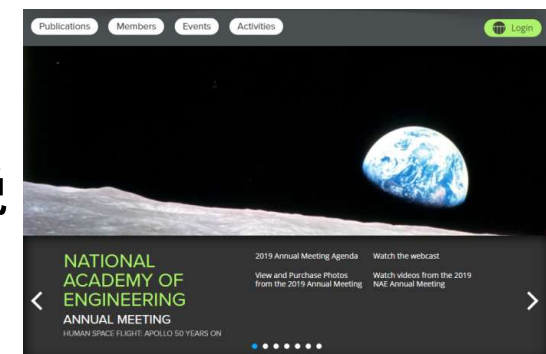 Publications Members Events Activities Login
NATIONAL
ACADEMY OF
ENGINEERING
ANNUAL MEETING
HUMAN SPACE FLIGHT: APOLLO 50 YEARS ON
2019 Annual Meeting Agenda
View and Purchase Photos
from the 2019 Annual Meeting
Watch the webcast
Watch videos from the 2019
NAE Annual Meeting